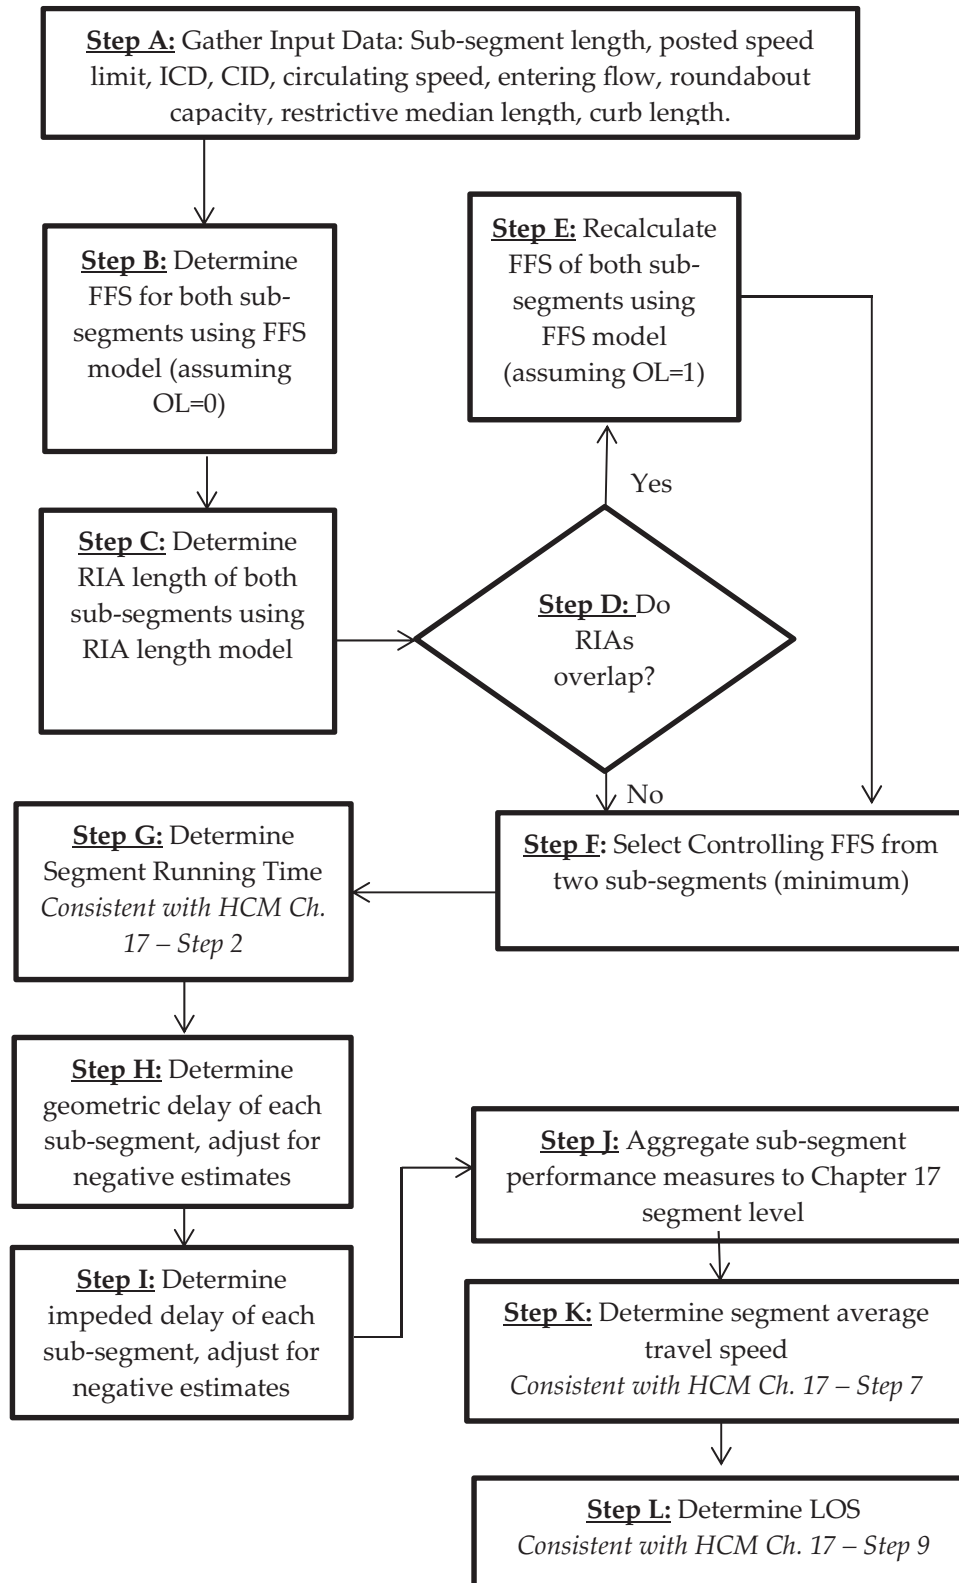 Step A: Gather Input Data: Sub-segment length, posted speed
limit, ICD, CID, circulating speed, entering flow, roundabout
capacity, restrictive median length, curb length.
Step B: Determine
FFS for both sub-
segments using FFS
model (assuming
OL=0)
Step C: Determine
RIA length of both
sub-segments using
RIA length model
Step D: Do
RIAs
overlap?
Yes
Step E: Recalculate
FFS of both sub-
segments using
FFS model
(assuming OL=1)
No
Step F: Select Controlling FFS from
two sub-segments (minimum)
Step G: Determine
Segment Running Time
Consistent with HCM Ch.
17 – Step 2
Step H: Determine
geometric delay of each
sub-segment, adjust for
negative estimates
Step I: Determine
impeded delay of each
sub-segment, adjust for
negative estimates
Step J: Aggregate sub-segment
performance measures to Chapter 17
segment level
Step K: Determine segment average
travel speed
Consistent with HCM Ch. 17 – Step 7
Step L: Determine LOS
Consistent with HCM Ch. 17 – Step 9